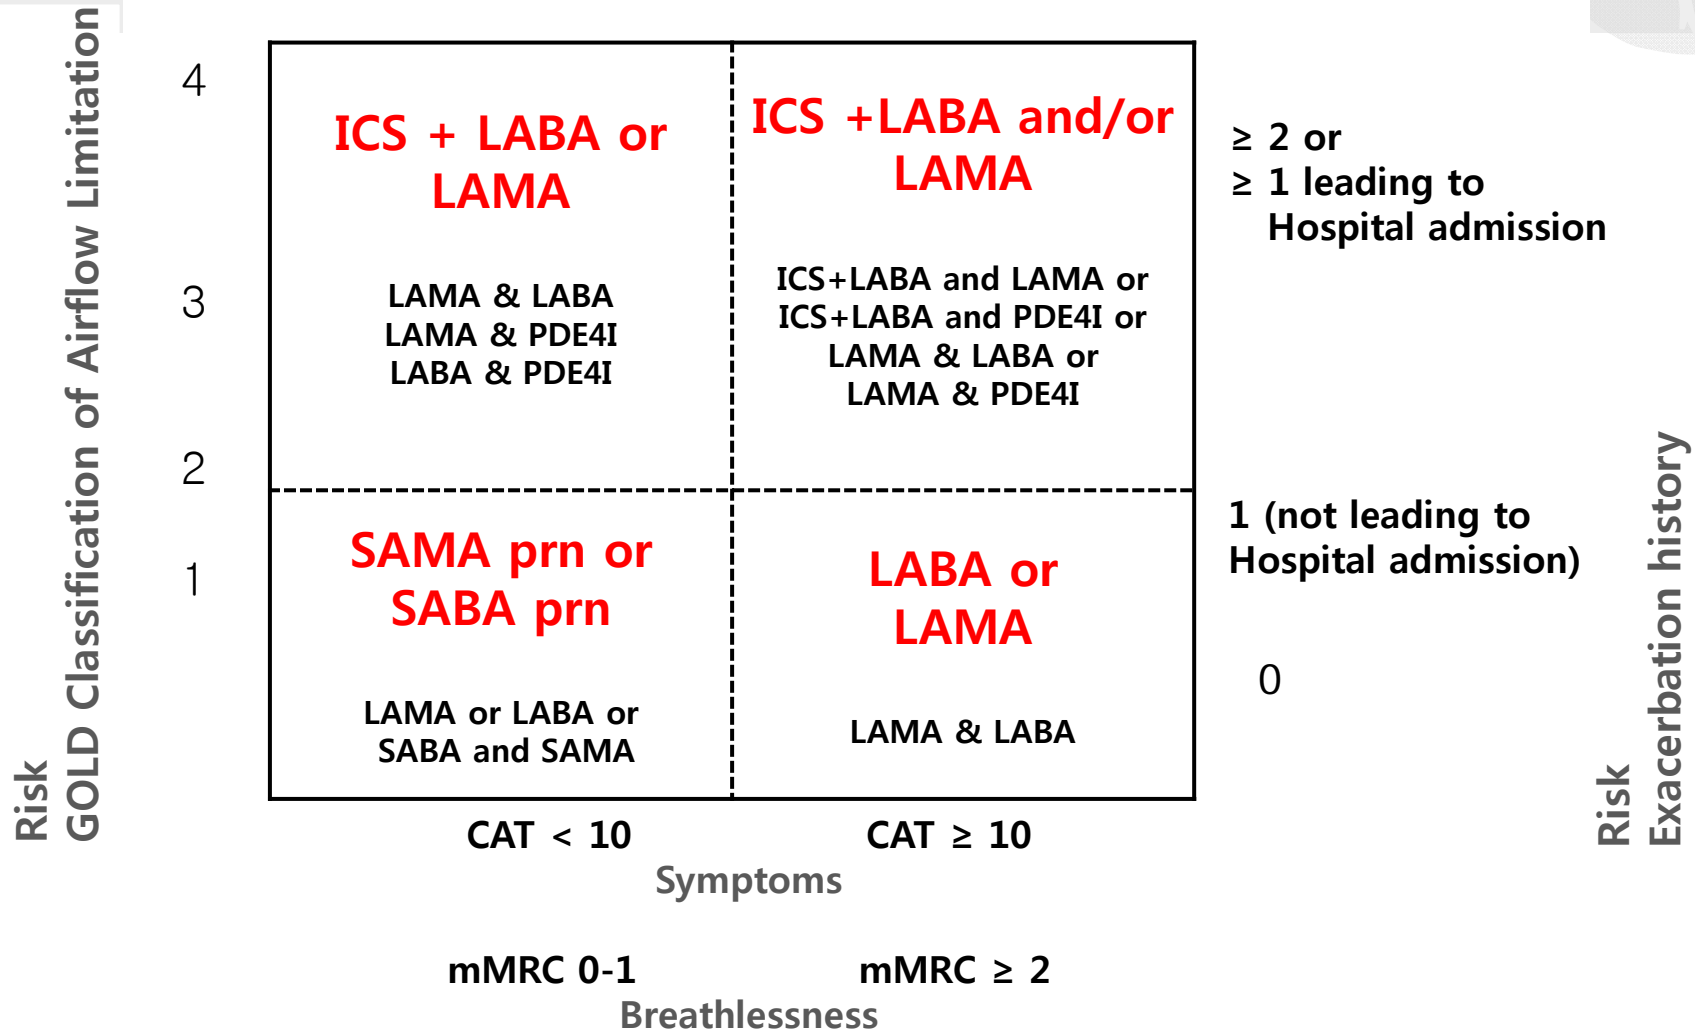 Risk
GOLD Classification of Airflow Limitation
4
3
2
1
ICS + LABA or
LAMA
LAMA & LABA
LAMA & PDE4I
LABA & PDE4I
ICS +LABA and/or
LAMA
ICS+LABA and LAMA or
ICS+LABA and PDE4I or
LAMA & LABA or
LAMA & PDE4I
SAMA prn or
SABA prn
LAMA or LABA or
SABA and SAMA
LABA or
LAMA
LAMA & LABA
≥ 2 or
≥ 1 leading to
Hospital admission
1 (not leading to
Hospital admission)
0
Risk
Exacerbation history
CAT < 10
CAT ≥ 10
Symptoms
mMRC 0-1
mMRC ≥ 2
Breathlessness